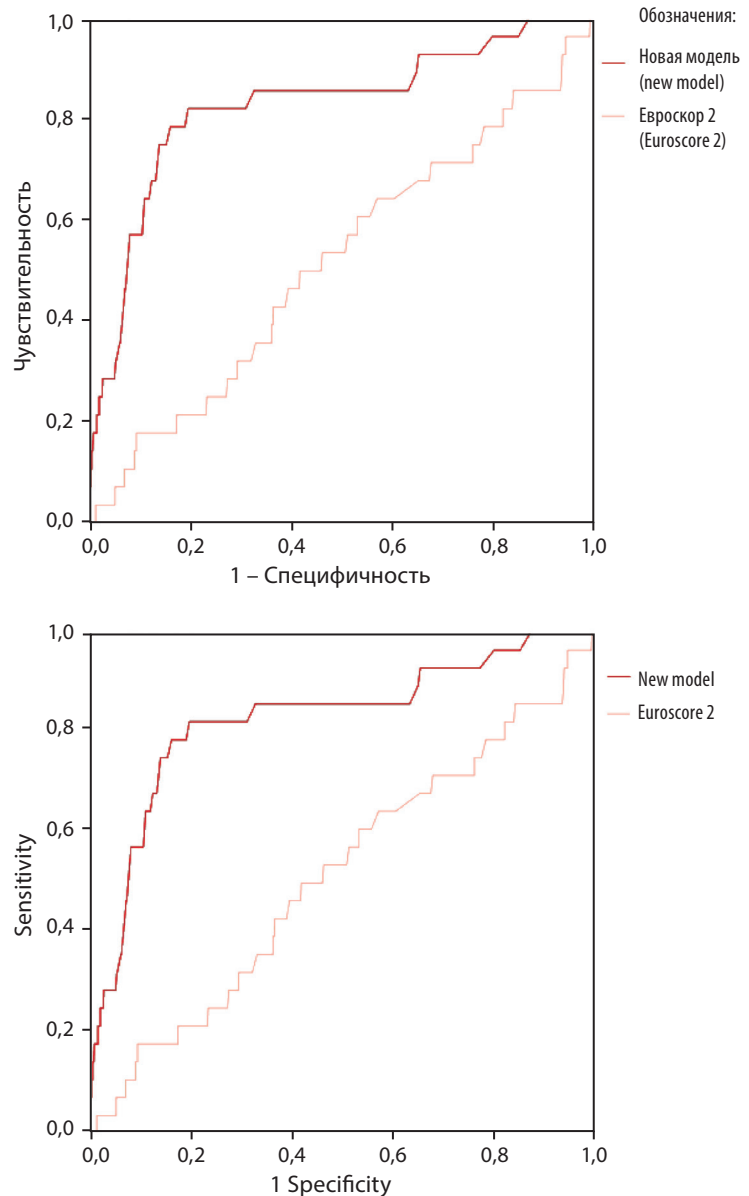 Обозначения:
Новая модель
(new model)
Евроскор 2
(Euroscore 2)
Чувствительность
1,0
0,8
0,6
0,4
0,2
0,0
0,0 0,2 0,4 0,6 0,8 1,0
1 – Специфичность
New model
Euroscore 2
Sensitivity
1,0
0,8
0,6
0,4
0,2
0,0
0,0 0,2 0,4 0,6 0,8 1,0
1 Specificity